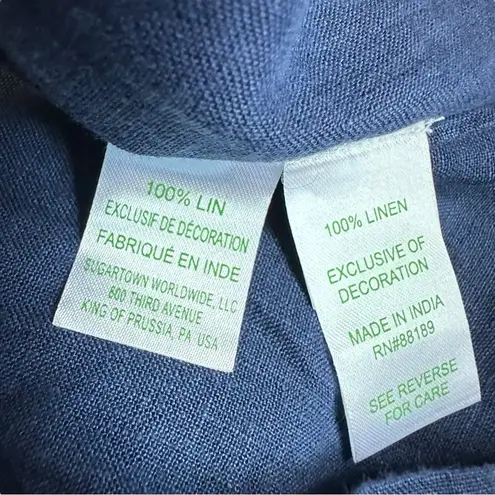 100% LIN
EXCLUSIF DE DÉCORATION
FABRIQUÉ EN INDE
SUGARTOWN WORLDWIDE, LLC
800 THIRD AVENUE
KING OF PRUSSIA, PA USA
100% LINEN
EXCLUSIVE OF
DECORATION
MADE IN INDIA
RN#88189
SEE REVERSE
FOR CARE